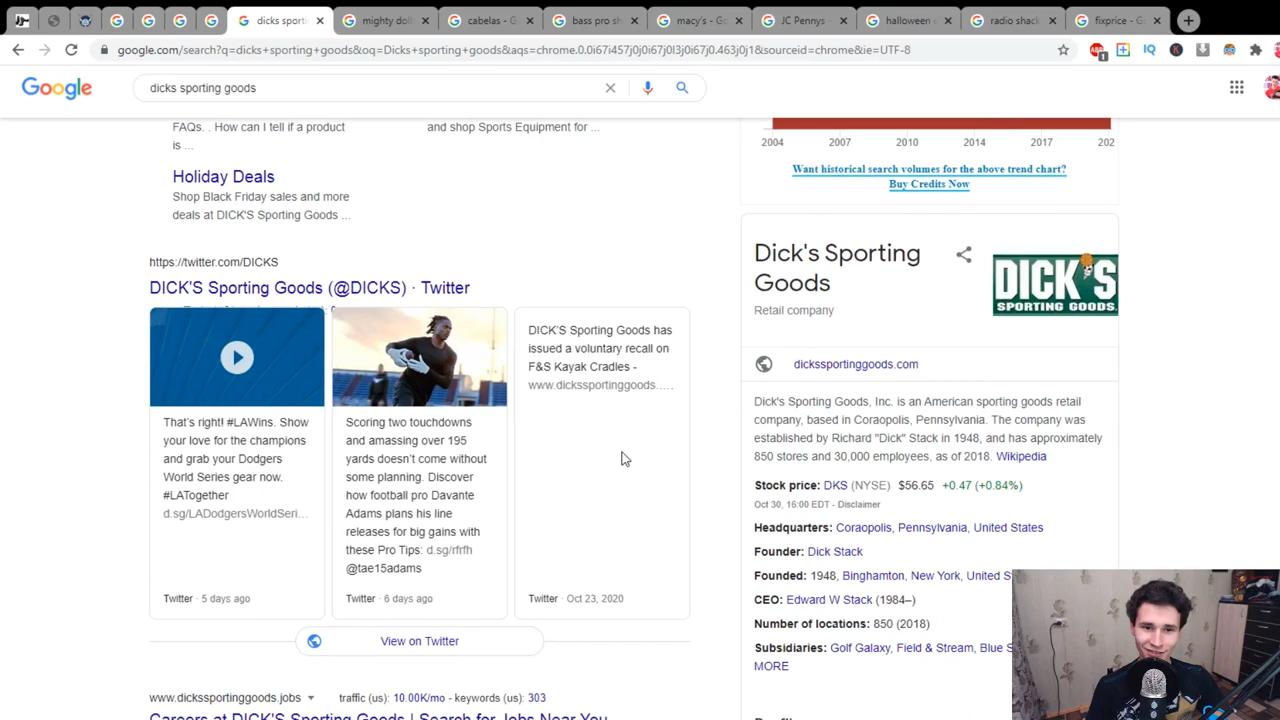 dicks sporti
mighty doll
cabelas - Go
bass pro sh
macy's - Go
JC Pennys - 
halloween c
radio shack
fixprice - G
google.com/search?q=dicks+sporting+goods&oq=Dicks+sporting+goods&aqs=chrome.0.0i67i457j0j0i67j0l3j0i67j0.463j0j1&sourceid=chrome&ie=UTF-8
Google
dicks sporting goods
FAQs. . How can I tell if a product
is ...
and shop Sports Equipment for ...
Holiday Deals
Shop Black Friday sales and more
deals at DICK'S Sporting Goods ...
https://twitter.com/DICKS
DICK'S Sporting Goods (@DICKS) · Twitter
That's right! #LAWins. Show
your love for the champions
and grab your Dodgers
World Series gear now.
#LATogether
d.sg/LADodgersWorldSeri...
Twitter · 5 days ago
Scoring two touchdowns
and amassing over 195
yards doesn't come without
some planning. Discover
how football pro Davante
Adams plans his line
releases for big gains with
these Pro Tips: d.sg/rfrfh
@tae15adams
Twitter · 6 days ago
DICK'S Sporting Goods has
issued a voluntary recall on
F&S Kayak Cradles -
www.dickssportinggoods.....
Twitter · Oct 23, 2020
View on Twitter
www.dickssportinggoods.jobs
traffic (us): 10.00K/mo - keywords (us): 303
Careers at DICK'S Sporting Goods | Search for Jobs Near You
2004 2007 2010 2014 2017 202
Want historical search volumes for the above trend chart?
Buy Credits Now
Dick's Sporting
Goods
Retail company
DICK'S
SPORTING GOODS.
dickssportinggoods.com
Dick's Sporting Goods, Inc. is an American sporting goods retail
company, based in Coraopolis, Pennsylvania. The company was
established by Richard "Dick" Stack in 1948, and has approximately
850 stores and 30,000 employees, as of 2018. Wikipedia
Stock price: DKS (NYSE) $56.65 +0.47 (+0.84%)
Oct 30, 16:00 EDT - Disclaimer
Headquarters: Coraopolis, Pennsylvania, United States
Founder: Dick Stack
Founded: 1948, Binghamton, New York, United S
CEO: Edward W Stack (1984–)
Number of locations: 850 (2018)
Subsidiaries: Golf Galaxy, Field & Stream, Blue S
MORE